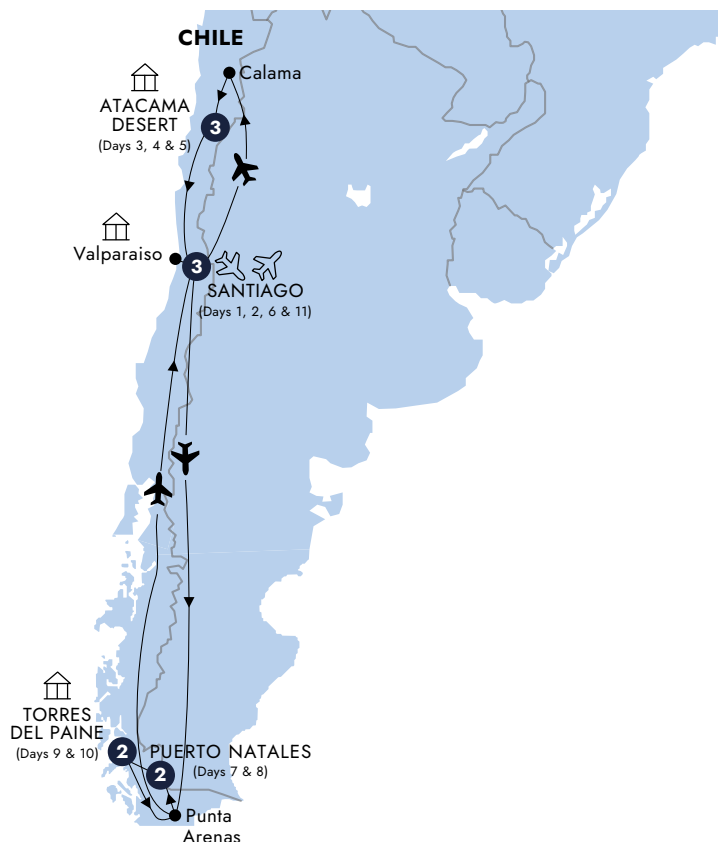 CHILE
Calama
ATACAMA
DESERT
(Days 3, 4 & 5)
3
Valparaiso
3
SANTIAGO
(Days 1, 2, 6 & 11)
TORRES
DEL PAINE
(Days 9 & 10)
2
PUERTO NATALES
(Days 7 & 8)
2
Punta
Arenas